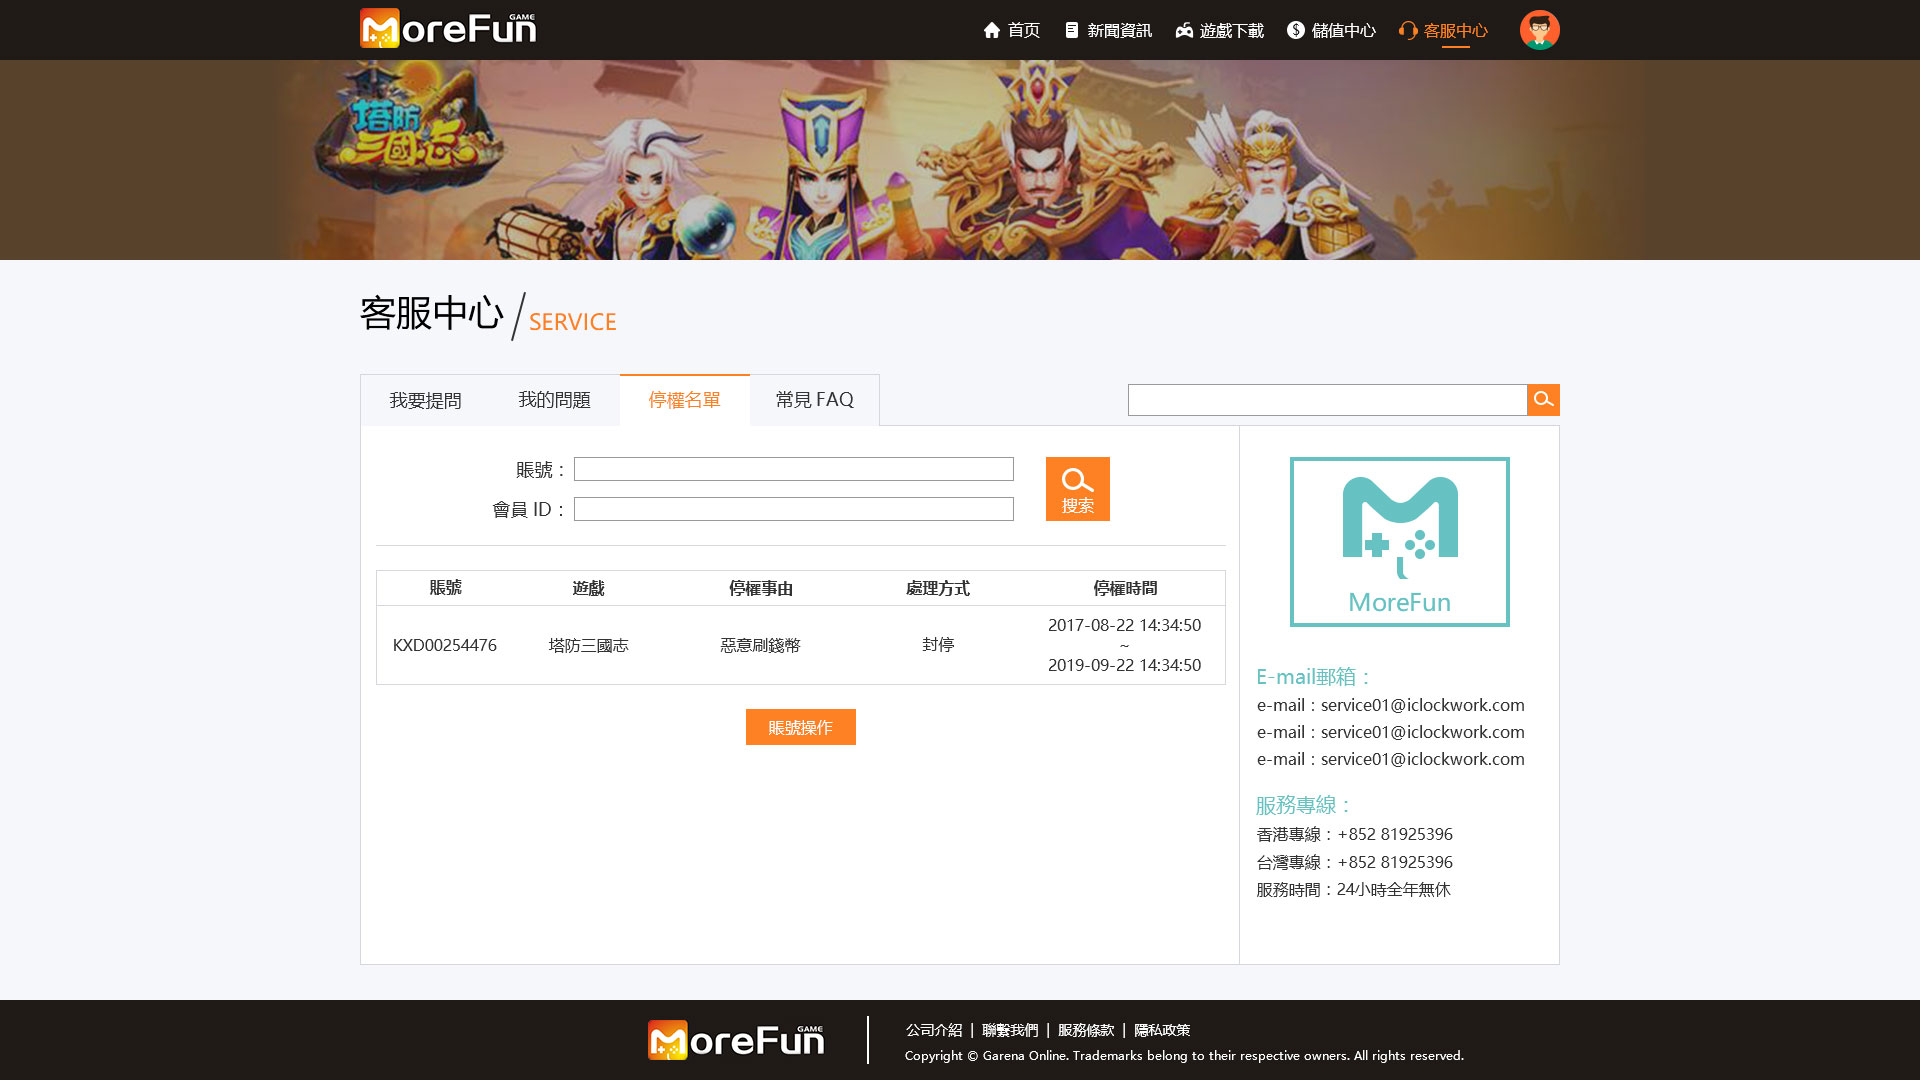 MoreFun GAME
首页 新聞資訊 遊戲下載 儲值中心 客服中心
塔防
三國志
客服中心 / SERVICE
我要提問 我的問題 停權名單 常見 FAQ
賬號：
會員 ID：
搜索
賬號 遊戲 停權事由 處理方式 停權時間
KXD00254476 塔防三國志 惡意刷錢幣 封停 2017-08-22 14:34:50
~
2019-09-22 14:34:50
賬號操作
MoreFun
E-mail郵箱：
e-mail：service01@iclockwork.com
e-mail：service01@iclockwork.com
e-mail：service01@iclockwork.com
服務專線：
香港專線：+852 81925396
台灣專線：+852 81925396
服務時間：24小時全年無休
MoreFun GAME
公司介紹 | 聯繫我們 | 服務條款 | 隱私政策
Copyright © Garena Online. Trademarks belong to their respective owners. All rights reserved.